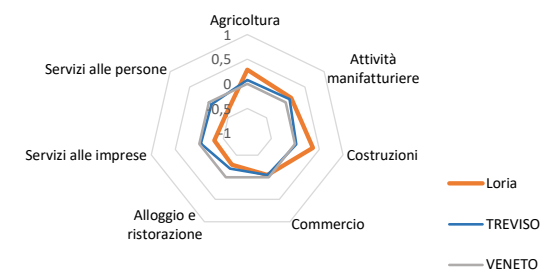 Agricoltura
1
0,5
0
-0,5
-1
Attività
manifatturiere
Costruzioni
Commercio
Alloggio e
ristorazione
Servizi alle imprese
Servizi alle persone
Loria
TREVISO
VENETO